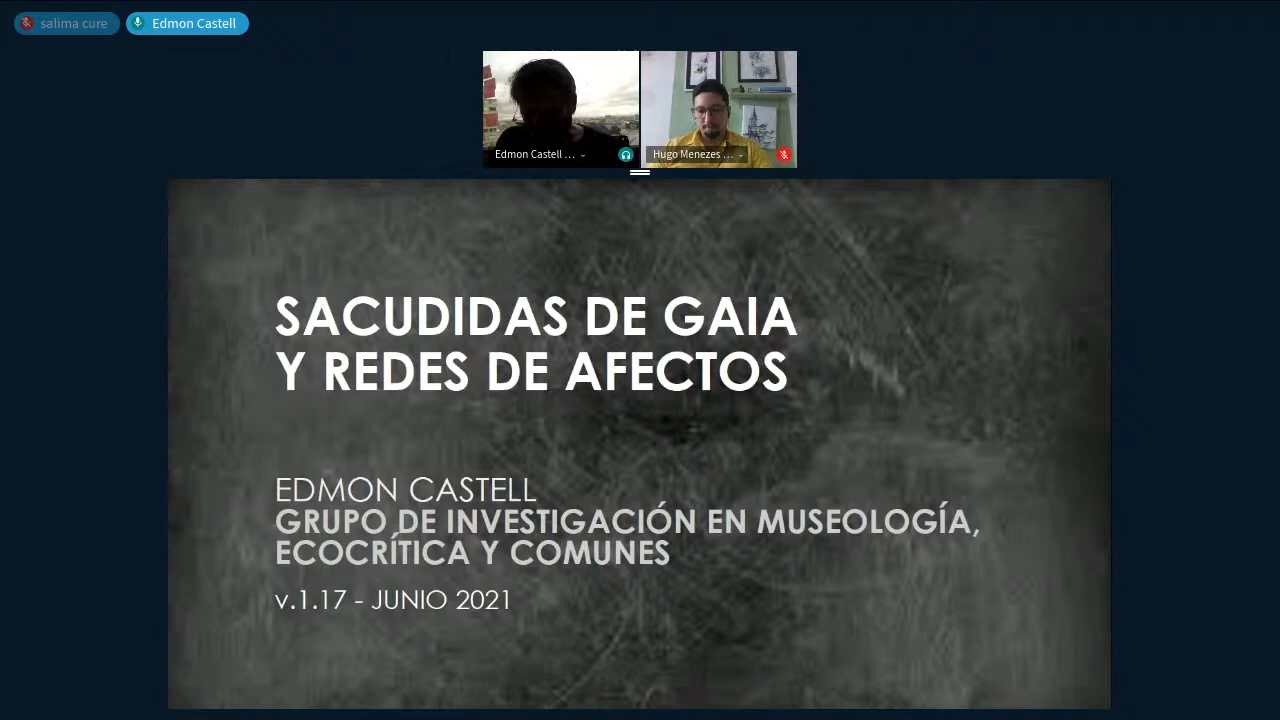 salima cure
Edmon Castell
Edmon Castell ...
Hugo Menezes ...
SACUDIDAS DE GAIA
Y REDES DE AFECTOS
EDMON CASTELL
GRUPO DE INVESTIGACIÓN EN MUSEOLOGÍA,
ECOCRÍTICA Y COMUNES
v.1.17 - JUNIO 2021